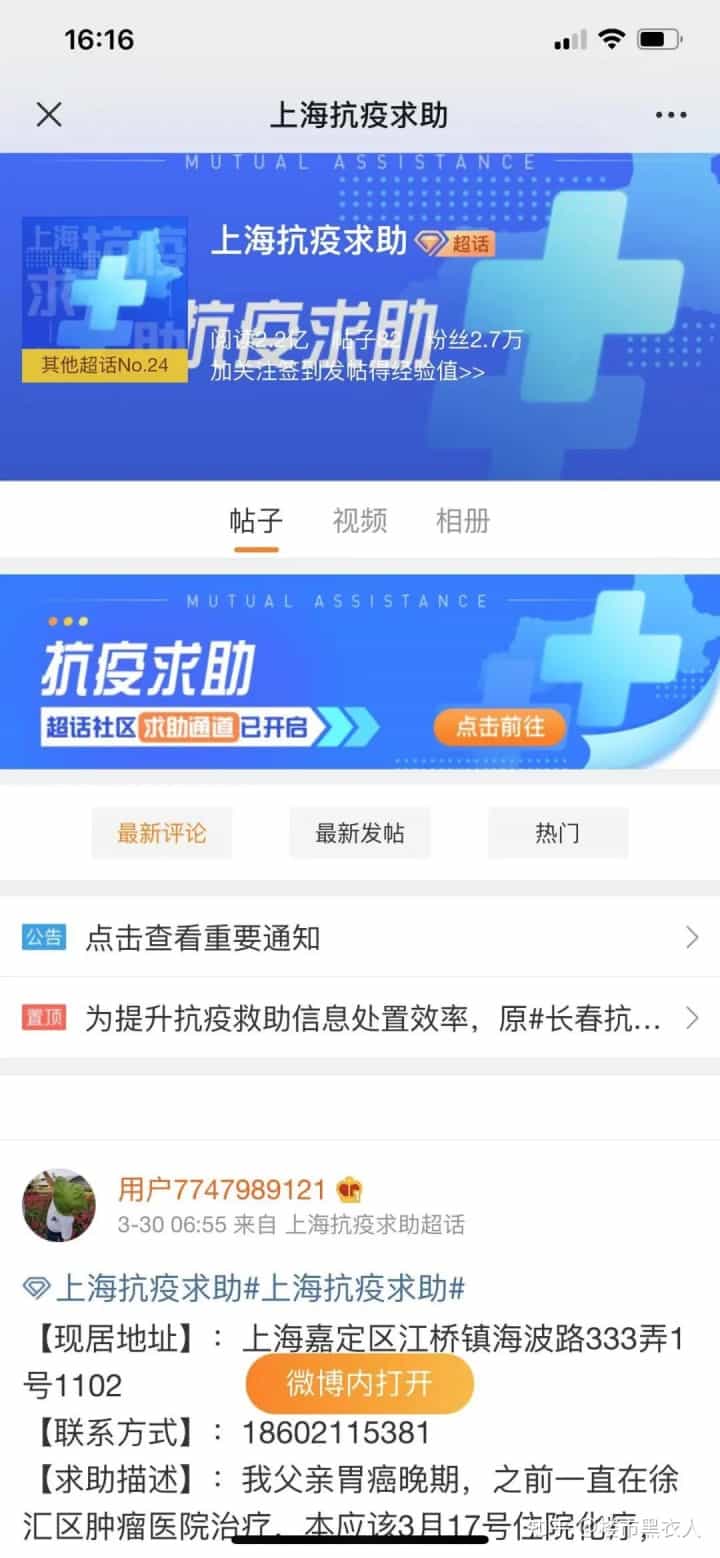 16:16
上海抗疫求助
MUTUAL ASSISTANCE
上海抗疫求助 超话
抗疫求助
阅读2.2亿 帖子82 粉丝2.7万
其他超话No.24
加关注签到发帖得经验值>>
帖子 视频 相册
MUTUAL ASSISTANCE
抗疫求助
超话社区求助通道已开启
点击前往
最新评论 最新发帖 热门
公告 点击查看重要通知
置顶 为提升抗疫救助信息处置效率，原#长春抗...
用户7747989121
3-30 06:55 来自 上海抗疫求助超话
上海抗疫求助#上海抗疫求助#
【现居地址】：上海嘉定区江桥镇海波路333弄1
号1102
微博内打开
【联系方式】：18602115381
【求助描述】：我父亲胃癌晚期，之前一直在徐
汇区肿瘤医院治疗，本应该3月17号住院化疗，